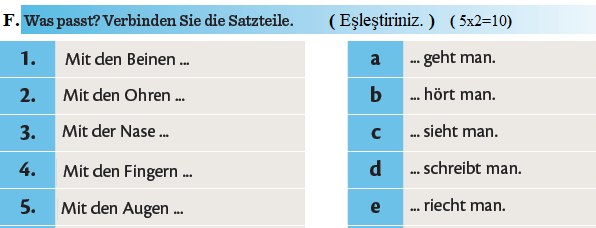 F. Was passt? Verbinden Sie die Satzteile. ( Eşleştiriniz. ) ( 5x2=10)
1. Mit den Beinen ... a ... geht man.
2. Mit den Ohren ... b ... hört man.
3. Mit der Nase ... c ... sieht man.
4. Mit den Fingern ... d ... schreibt man.
5. Mit den Augen ... e ... riecht man.